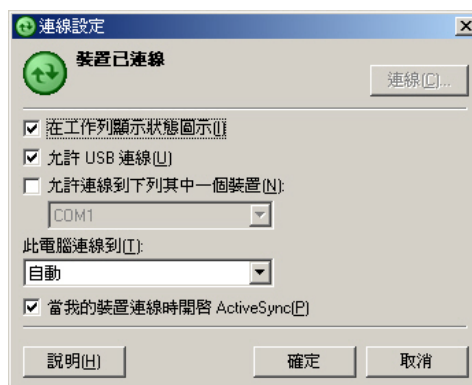 連線設定
裝置已連線
連線(C)...
在工作列顯示狀態圖示(I)
允許 USB 連線(U)
允許連線到下列其中一個裝置(N):
COM1
此電腦連線到(T):
自動
當我的裝置連線時開啓 ActiveSync(P)
說明(H)
確定
取消